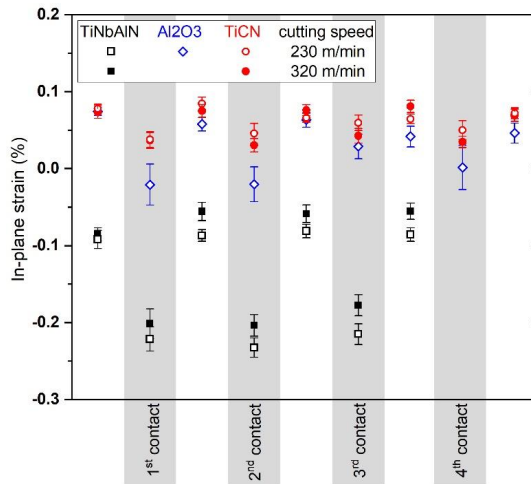 TiNbAlN Al2O3 TiCN cutting speed
230 m/min
320 m/min
0.2
0.1
0.0
-0.1
-0.2
-0.3
In-plane strain (%)
1st contact
2nd contact
3rd contact
4th contact